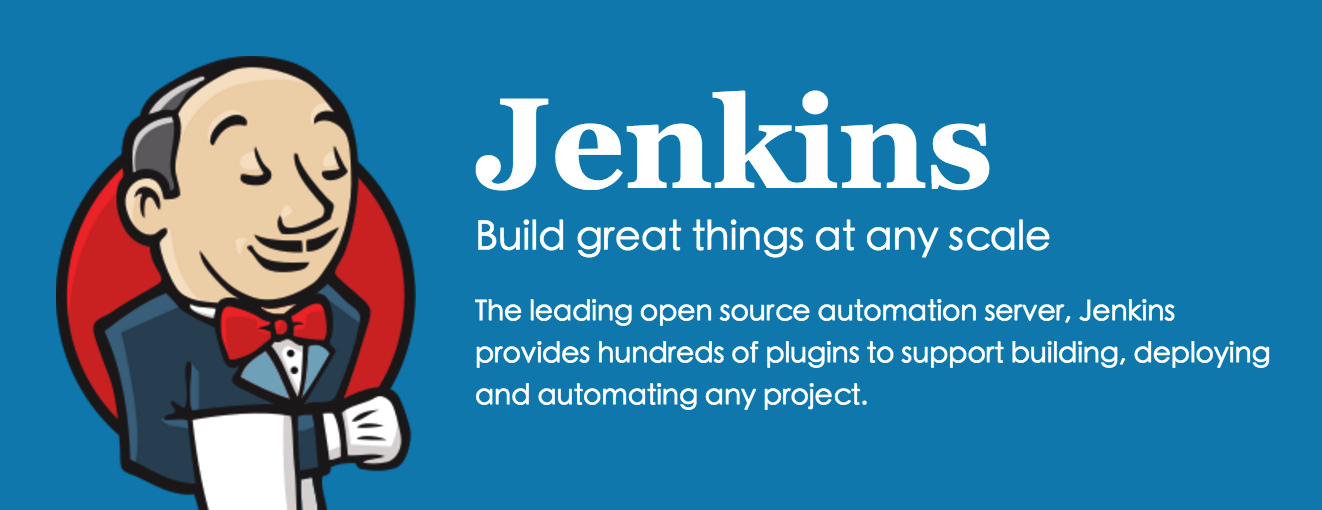 Jenkins
Build great things at any scale
The leading open source automation server, Jenkins
provides hundreds of plugins to support building, deploying
and automating any project.